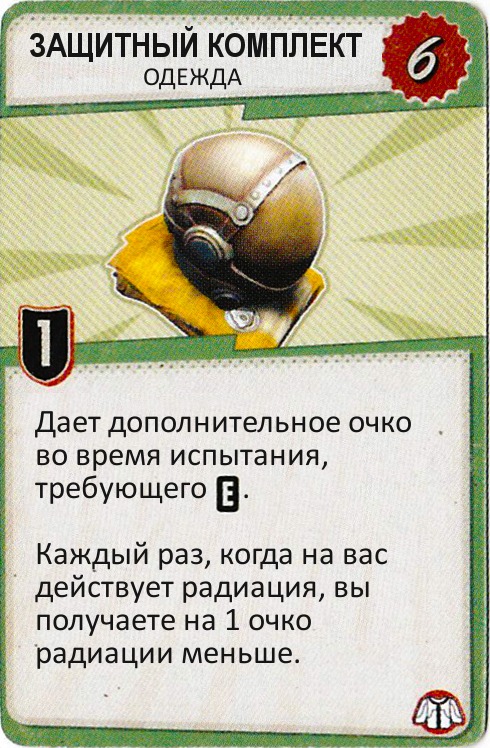 ЗАЩИТНЫЙ КОМПЛЕКТ
6
ОДЕЖДА
1
Дает дополнительное очко
во время испытания,
требующего E.
Каждый раз, когда на вас
действует радиация, вы
получаете на 1 очко
радиации меньше.